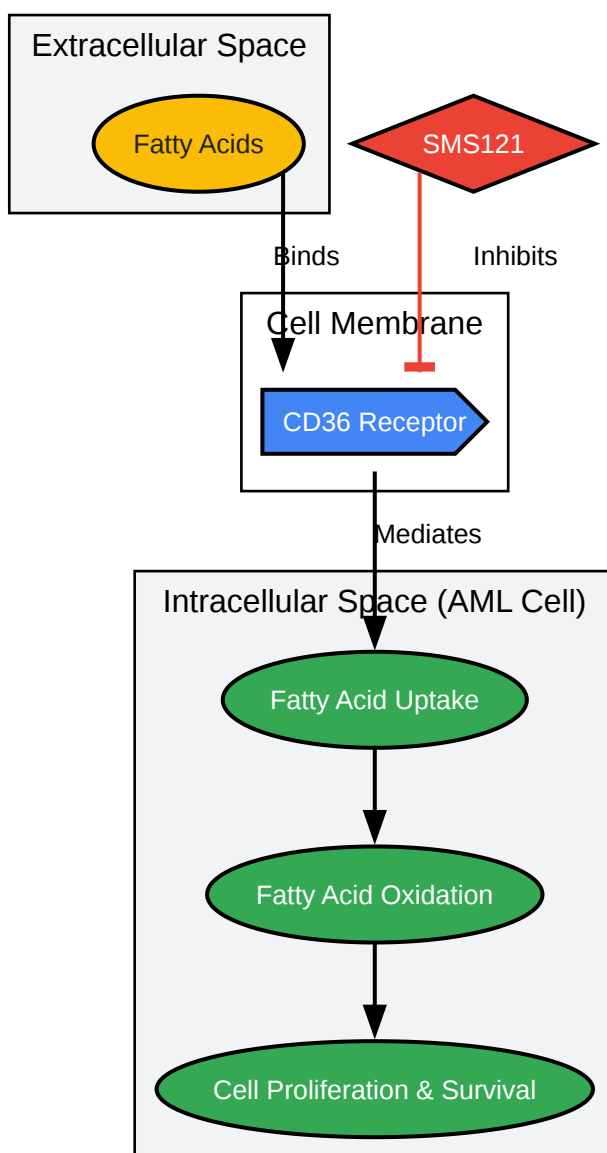 Extracellular Space
Fatty Acids
SMS121
Binds
Inhibits
Cell Membrane
CD36 Receptor
Mediates
Intracellular Space (AML Cell)
Fatty Acid Uptake
Fatty Acid Oxidation
Cell Proliferation & Survival